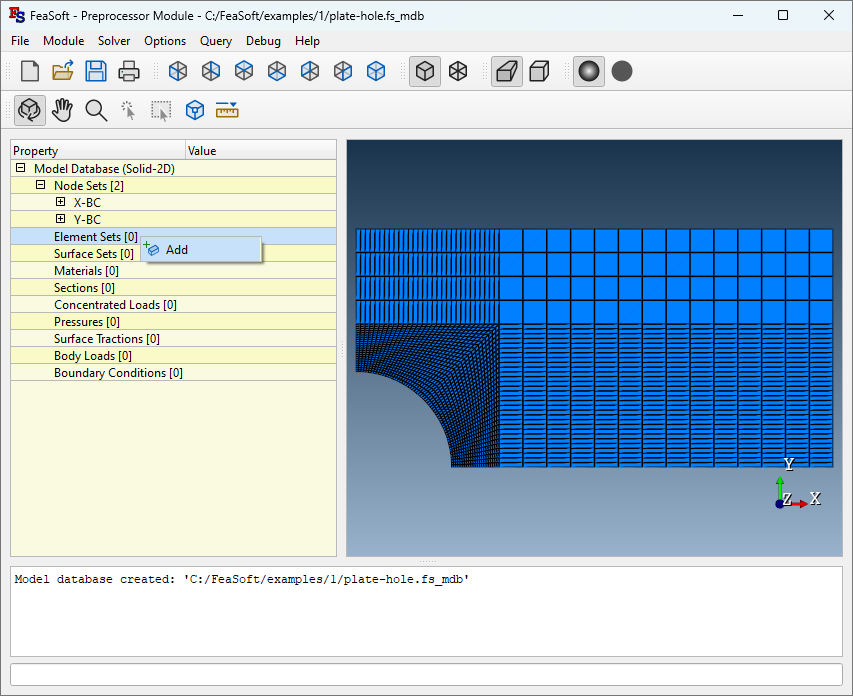 FS FeaSoft - Preprocessor Module - C:/FeaSoft/examples/1/plate-hole.fs_mdb
File Module Solver Options Query Debug Help
Property Value
Model Database (Solid-2D)
Node Sets [2]
X-BC
Y-BC
Element Sets [0]
Add
Surface Sets [0]
Materials [0]
Sections [0]
Concentrated Loads [0]
Pressures [0]
Surface Tractions [0]
Body Loads [0]
Boundary Conditions [0]
Y
Z X
Model database created: 'C:/FeaSoft/examples/1/plate-hole.fs_mdb'